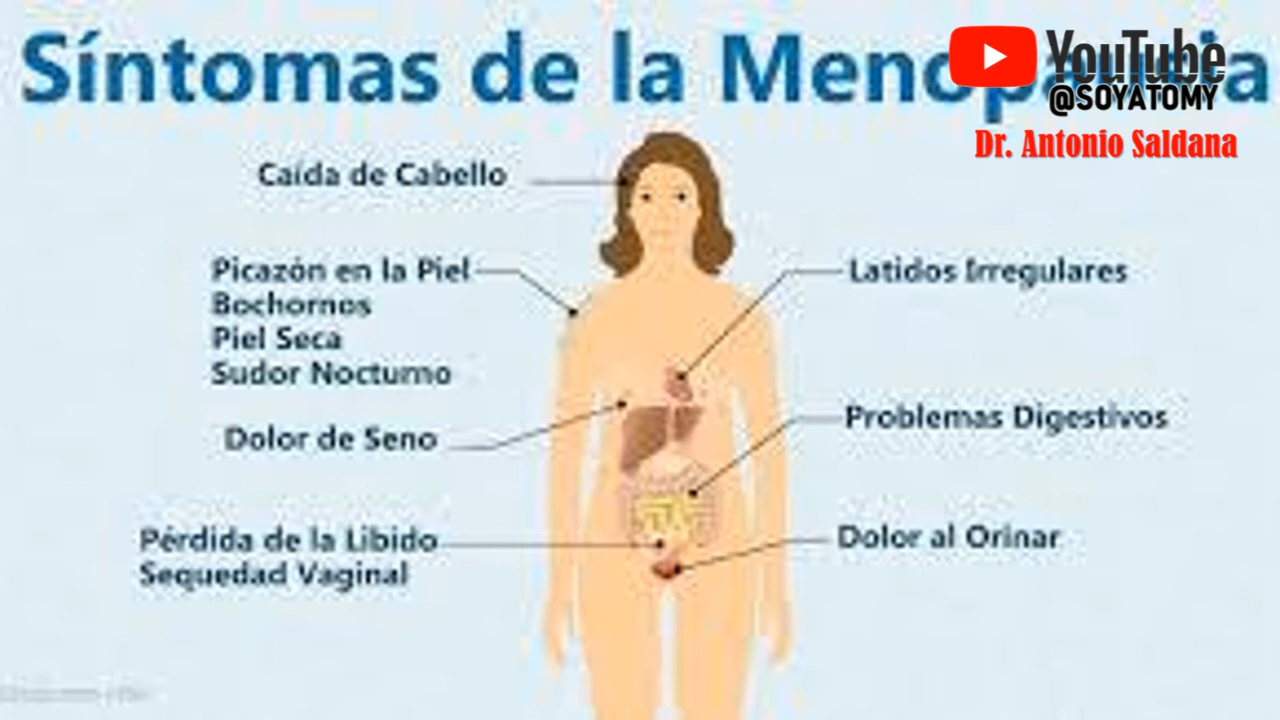 Síntomas de la Menopausia
YouTube
@SOYATOMY
Dr. Antonio Saldana
Caída de Cabello
Picazón en la Piel
Bochornos
Piel Seca
Sudor Nocturno
Dolor de Seno
Pérdida de la Libido
Sequedad Vaginal
Latidos Irregulares
Problemas Digestivos
Dolor al Orinar